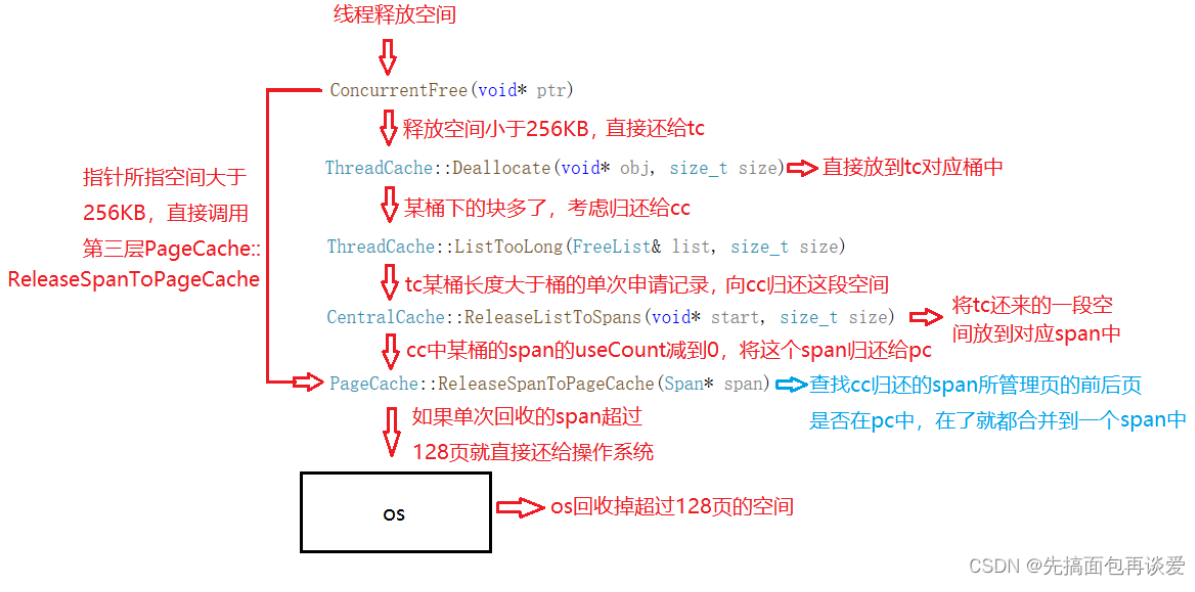 线程释放空间
ConcurrentFree(void* ptr)
释放空间小于256KB，直接还给tc
ThreadCache::Deallocate(void* obj, size_t size)
直接放到tc对应桶中
指针所指空间大于
256KB，直接调用
第三层PageCache::
ReleaseSpanToPageCache
某桶下的块多了，考虑归还给cc
ThreadCache::ListTooLong(FreeList& list, size_t size)
tc某桶长度大于桶的单次申请记录，向cc归还这段空间
CentralCache::ReleaseListToSpans(void* start, size_t size)
将tc还来的一段空
间放到对应span中
cc中某桶的span的useCount减到0，将这个span归还给pc
PageCache::ReleaseSpanToPageCache(Span* span)
查找cc归还的span所管理页的前后页
是否在pc中，在了就都合并到一个span中
如果单次回收的span超过
128页就直接还给操作系统
os
os回收掉超过128页的空间
CSDN @先搞面包再谈爱